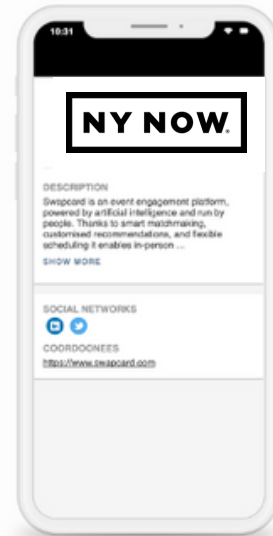 10:31
NY NOW®
DESCRIPTION
Swapcard is an event engagement platform,
powered by artificial intelligence and run by
people. Thanks to smart matchmaking,
customised recommendations, and flexible
scheduling it enables in-person ...
SHOW MORE
SOCIAL NETWORKS
in
COORDOONEES
https://www.swapcard.com